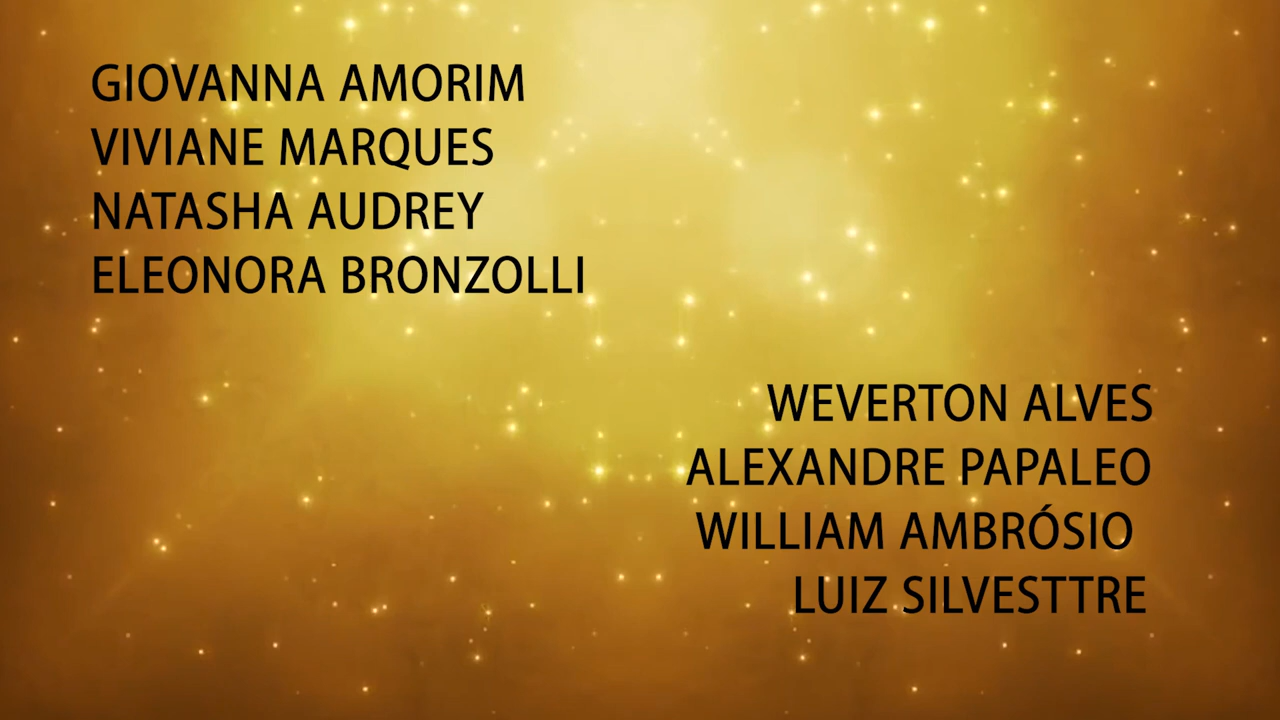 GIOVANNA AMORIM
VIVIANE MARQUES
NATASHA AUDREY
ELEONORA BRONZOLLI
WEVERTON ALVES
ALEXANDRE PAPALEO
WILLIAM AMBRÓSIO
LUIZ SILVESTTRE